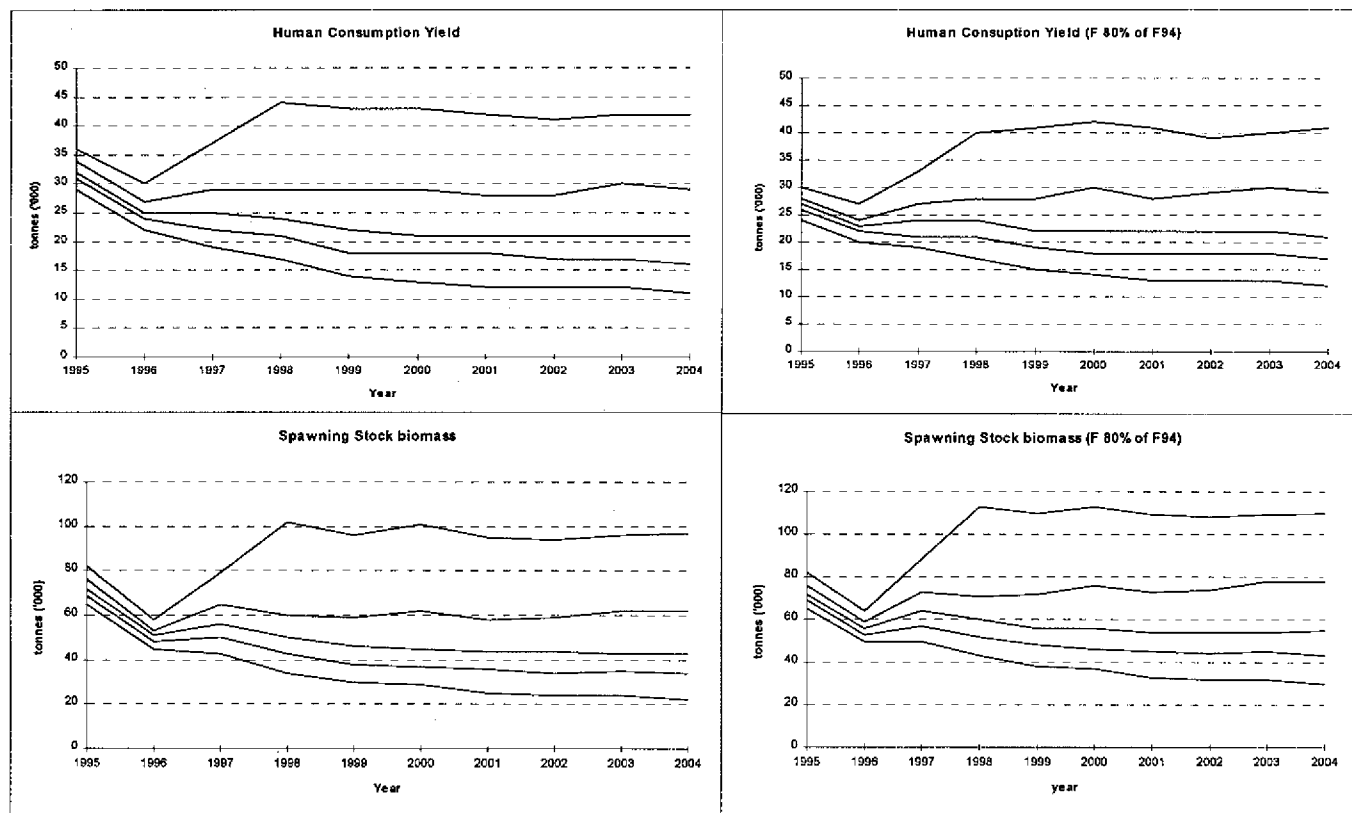 Human Consumption Yield
50
45
40
35
30
25
20
15
10
5
0
tonnes ('000)
1995 1996 1997 1998 1999 2000 2001 2002 2003 2004
Year
Human Consuption Yield (F 80% of F94)
50
45
40
35
30
25
20
15
10
5
0
tonnes ('000)
1995 1996 1997 1998 1999 2000 2001 2002 2003 2004
Year
Spawning Stock biomass
120
100
80
60
40
20
0
tonnes ('000)
1995 1996 1997 1998 1999 2000 2001 2002 2003 2004
Year
Spawning Stock biomass (F 80% of F94)
120
100
80
60
40
20
0
tonnes ('000)
1995 1996 1997 1998 1999 2000 2001 2002 2003 2004
year